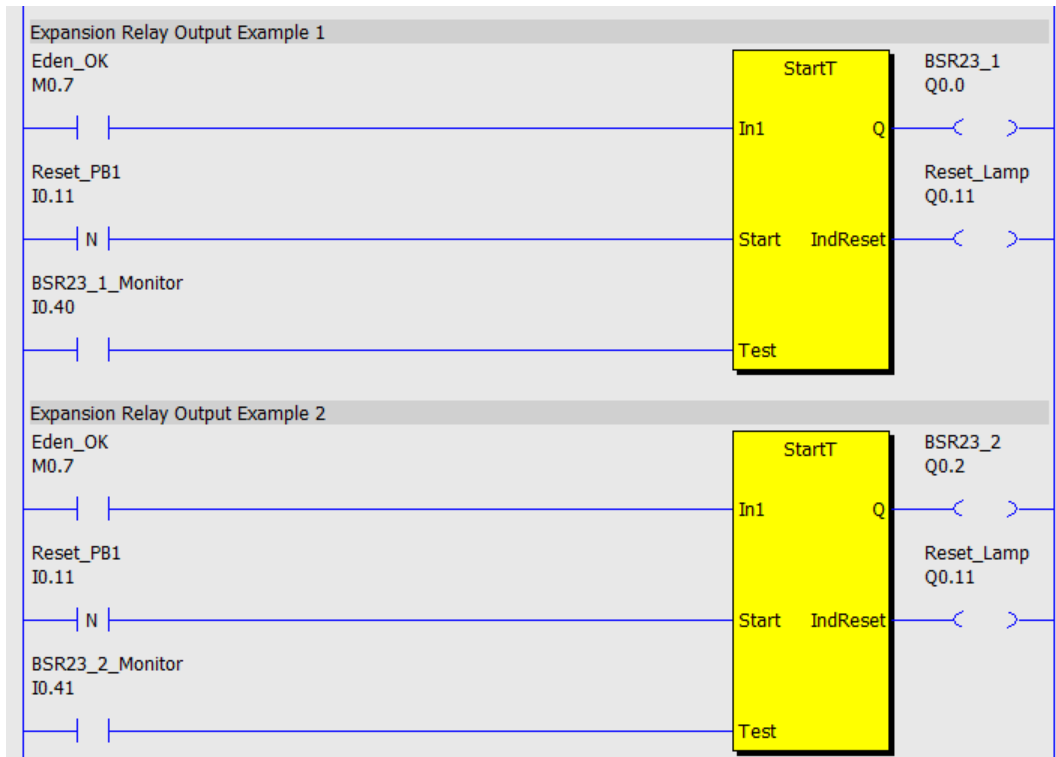 Expansion Relay Output Example 1
Eden_OK
M0.7
StartT
BSR23_1
Q0.0
In1 Q
Reset_PB1
I0.11
Reset_Lamp
Q0.11
N
Start IndReset
BSR23_1_Monitor
I0.40
Test
Expansion Relay Output Example 2
Eden_OK
M0.7
StartT
BSR23_2
Q0.2
In1 Q
Reset_PB1
I0.11
Reset_Lamp
Q0.11
N
Start IndReset
BSR23_2_Monitor
I0.41
Test